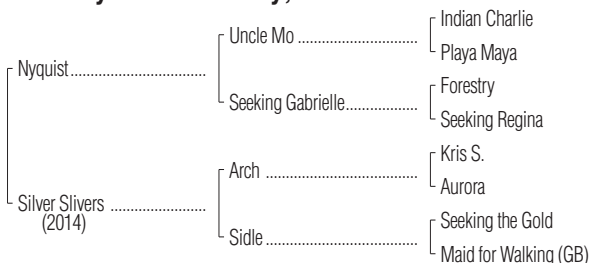 Indian Charlie
Uncle Mo
Playa Maya
Nyquist
Forestry
Seeking Gabrielle
Seeking Regina
Kris S.
Arch
Aurora
Silver Slivers
(2014)
Seeking the Gold
Sidle
Maid for Walking (GB)